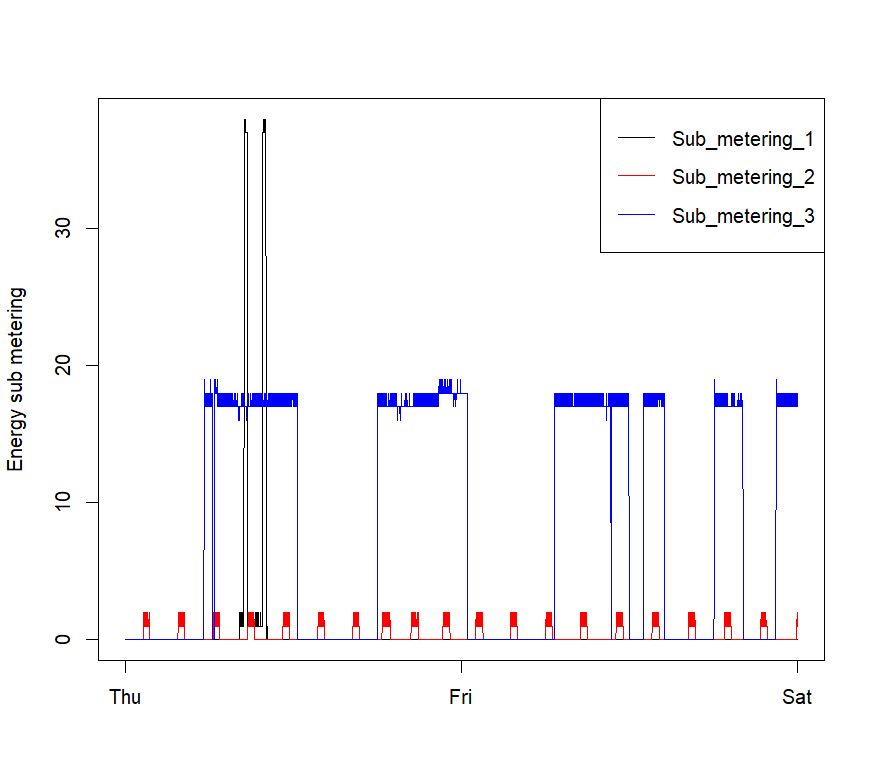 Sub_metering_1
Sub_metering_2
Sub_metering_3
Energy sub metering
30
20
10
0
Thu Fri Sat